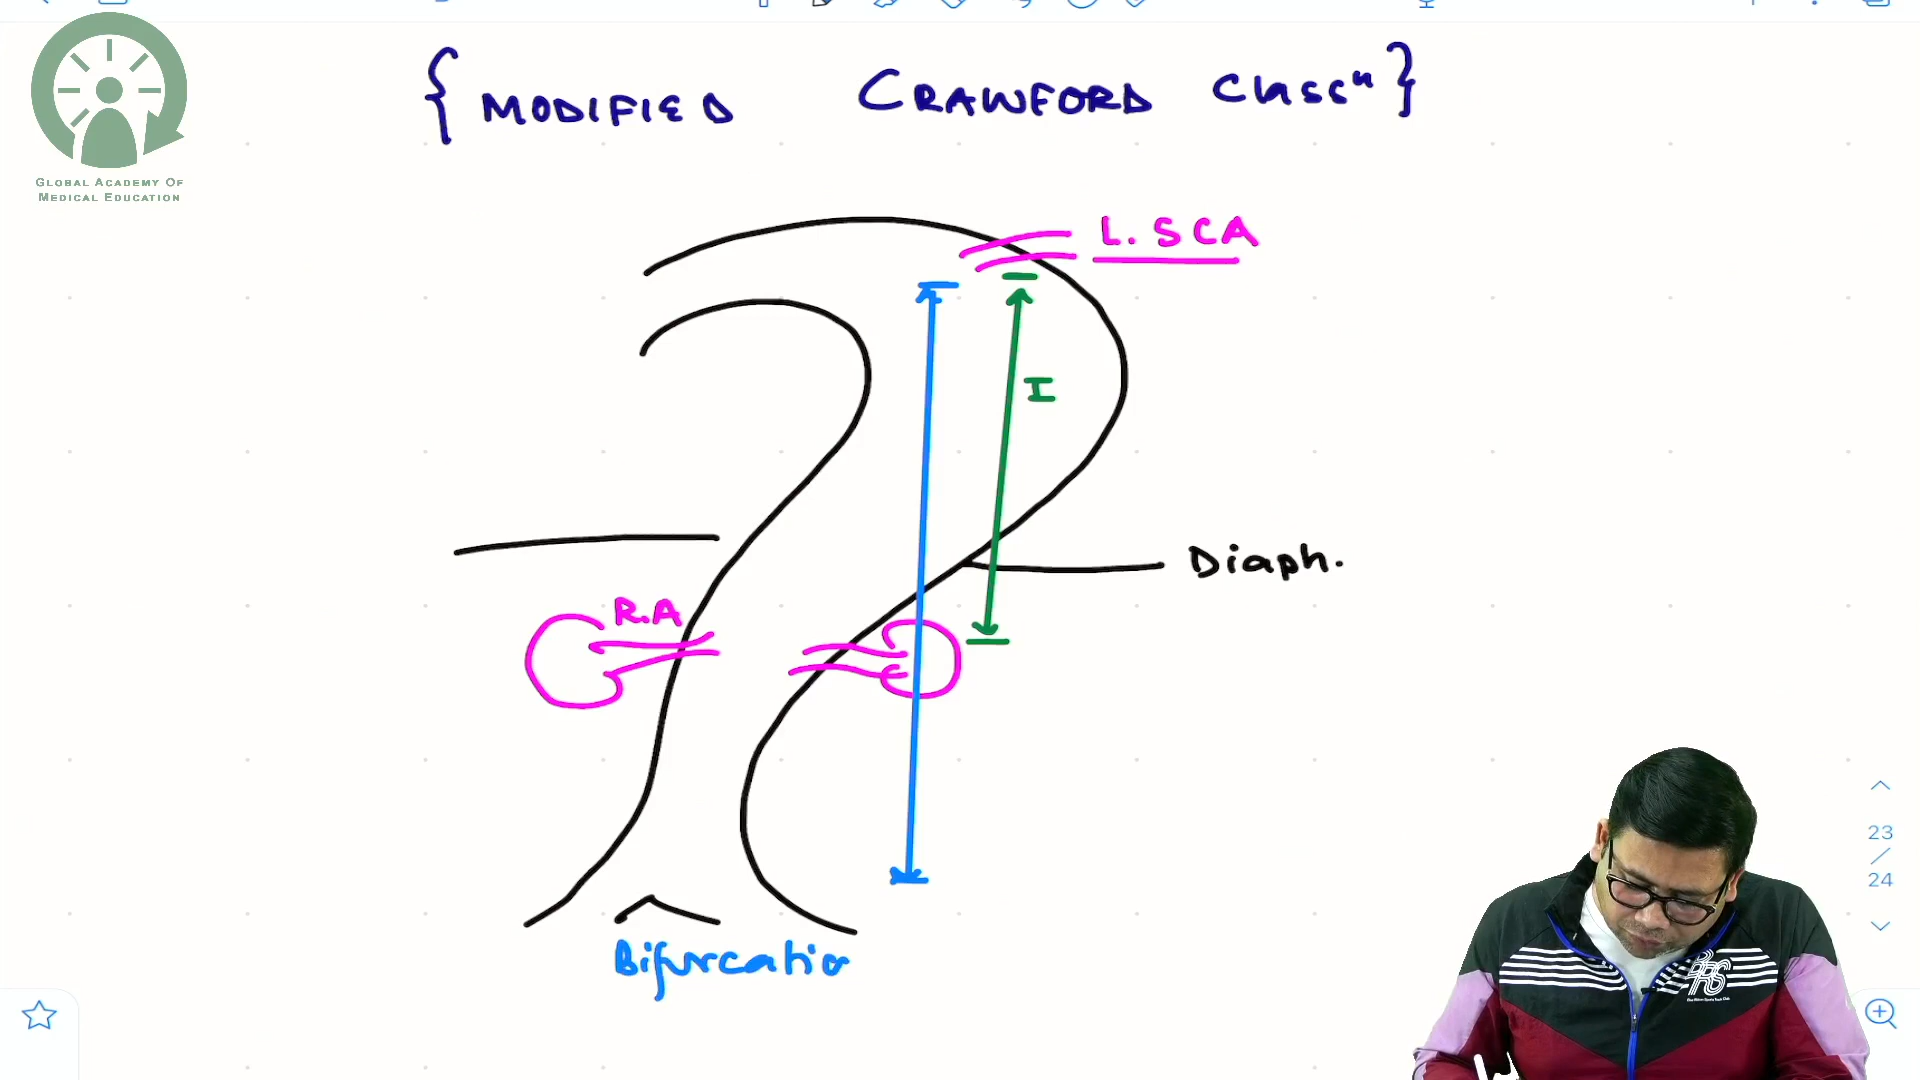 { MODIFIED CRAWFORD Classⁿ }
GLOBAL ACADEMY OF
MEDICAL EDUCATION
L. SCA
I
Diaph.
R.A
23
/
24
Bifurcatio